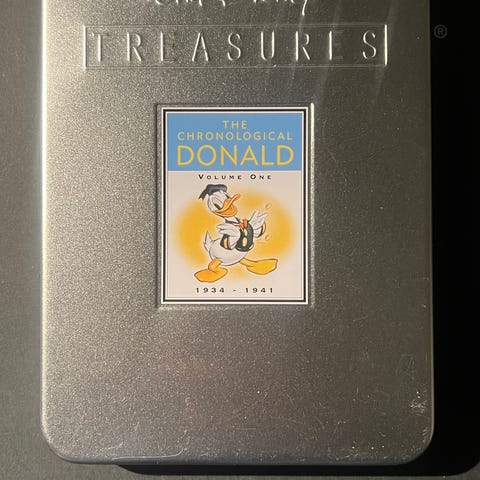 TREASURES
®
THE
CHRONOLOGICAL
DONALD
VOLUME ONE
1934 - 1941